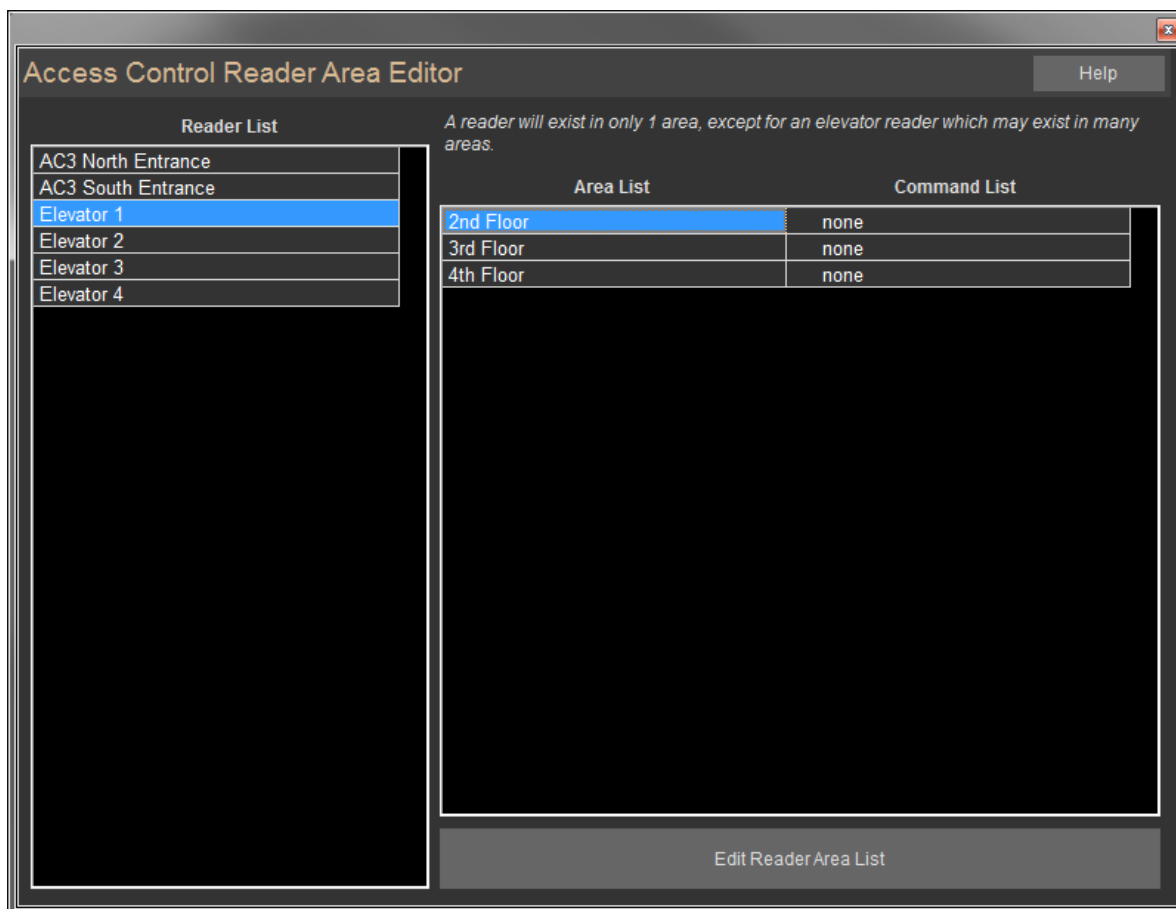 Access Control Reader Area Editor
Help
Reader List
AC3 North Entrance
AC3 South Entrance
Elevator 1
Elevator 2
Elevator 3
Elevator 4
A reader will exist in only 1 area, except for an elevator reader which may exist in many
areas.
Area List Command List
2nd Floor none
3rd Floor none
4th Floor none
Edit Reader Area List